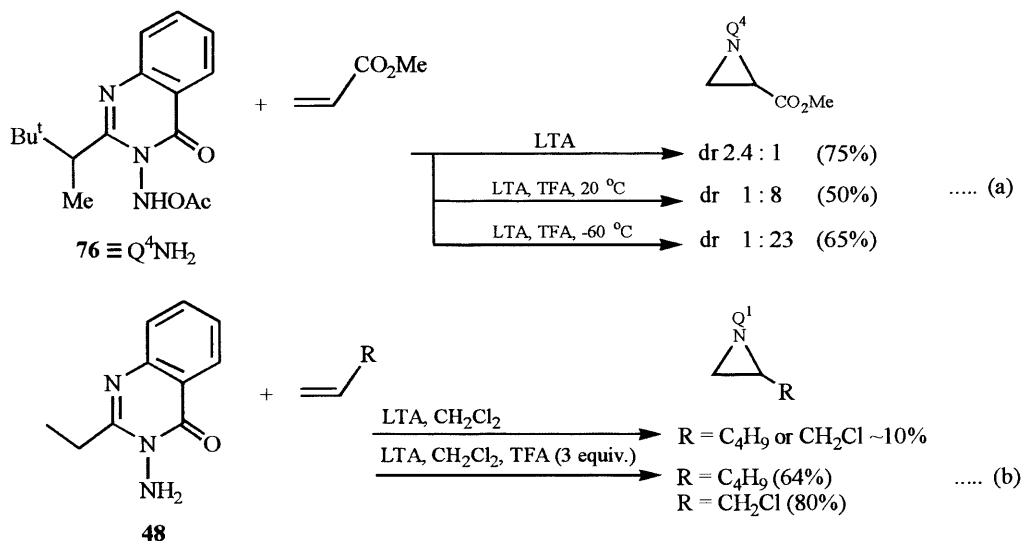 Q⁴
N
CO₂Me
N
CO₂Me
+
Buᵗ
N
O
Me
NHOAc
LTA
dr 2.4 : 1 (75%)
LTA, TFA, 20 °C
dr 1 : 8 (50%)
..... (a)
LTA, TFA, -60 °C
dr 1 : 23 (65%)
76 ≡ Q⁴NH₂
Q¹
N
R
R
N
+
N
O
NH₂
LTA, CH₂Cl₂
R = C₄H₉ or CH₂Cl ~10%
LTA, CH₂Cl₂, TFA (3 equiv.)
R = C₄H₉ (64%)
..... (b)
R = CH₂Cl (80%)
48